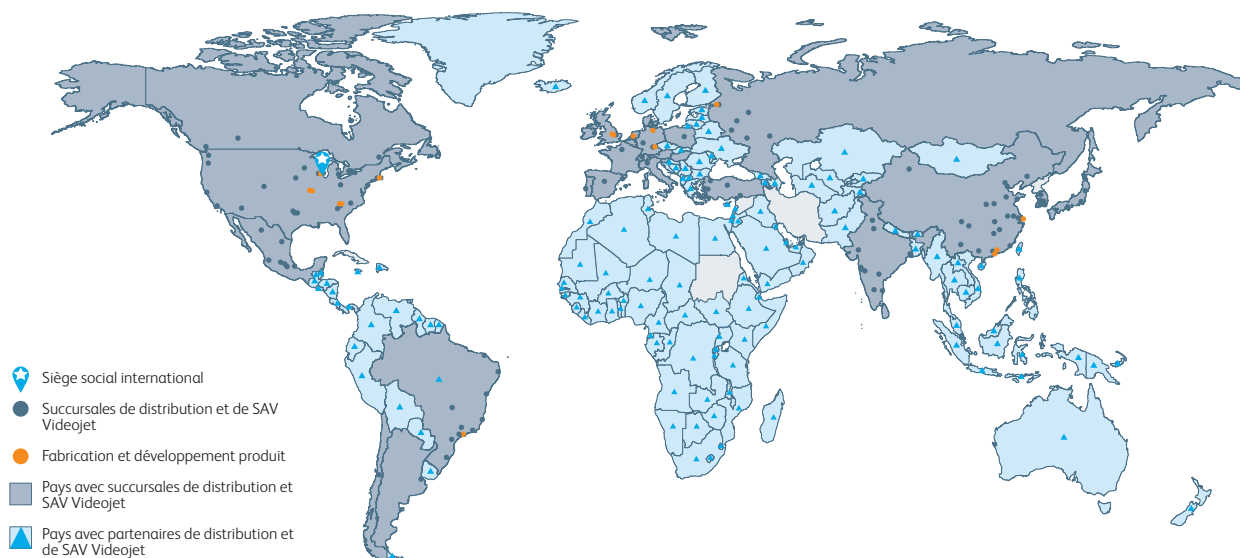 Siège social international
Succursales de distribution et de SAV
Videojet
Fabrication et développement produit
Pays avec succursales de distribution et
SAV Videojet
Pays avec partenaires de distribution et
de SAV Videojet